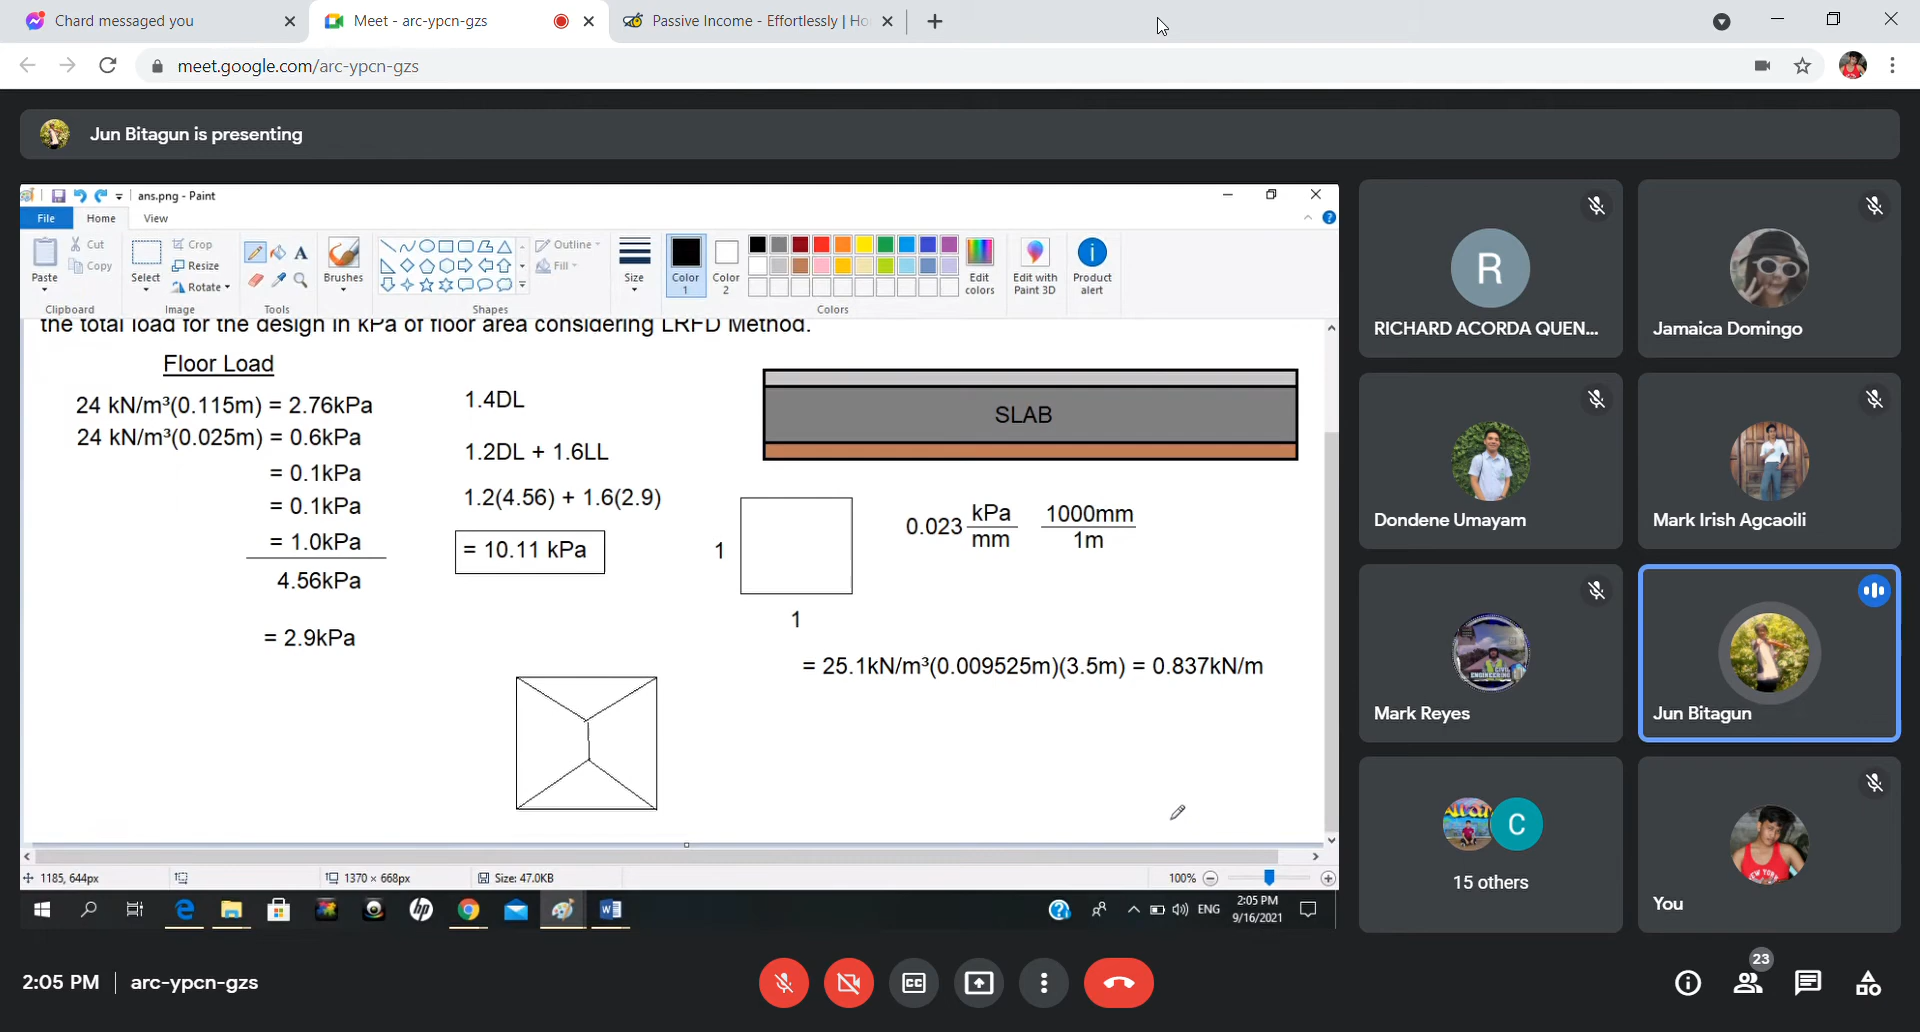 Chard messaged you
Meet - arc-ypcn-gzs
Passive Income - Effortlessly | Ho
meet.google.com/arc-ypcn-gzs
Jun Bitagun is presenting
ans.png - Paint
File
Home
View
Paste
Cut
Copy
Clipboard
Select
Crop
Resize
Rotate
Image
A
Tools
Brushes
Shapes
Outline
Fill
Size
Color
1
Color
2
Colors
Edit
colors
Edit with
Paint 3D
Product
alert
the total load for the design in kPa of floor area considering LRFD Method.
Floor Load
24 kN/m³(0.115m) = 2.76kPa
24 kN/m³(0.025m) = 0.6kPa
= 0.1kPa
= 0.1kPa
= 1.0kPa
4.56kPa
= 2.9kPa
1.4DL
1.2DL + 1.6LL
1.2(4.56) + 1.6(2.9)
= 10.11 kPa
SLAB
1
1
0.023 kPa
mm
1000mm
1m
= 25.1kN/m³(0.009525m)(3.5m) = 0.837kN/m
1185, 644px
1370 × 668px
Size: 47.0KB
100%
hp
ENG
2:05 PM
9/16/2021
R
RICHARD ACORDA QUEN...
Jamaica Domingo
Dondene Umayam
Mark Irish Agcaoili
Mark Reyes
Jun Bitagun
C
15 others
You
2:05 PM
arc-ypcn-gzs
CC
23